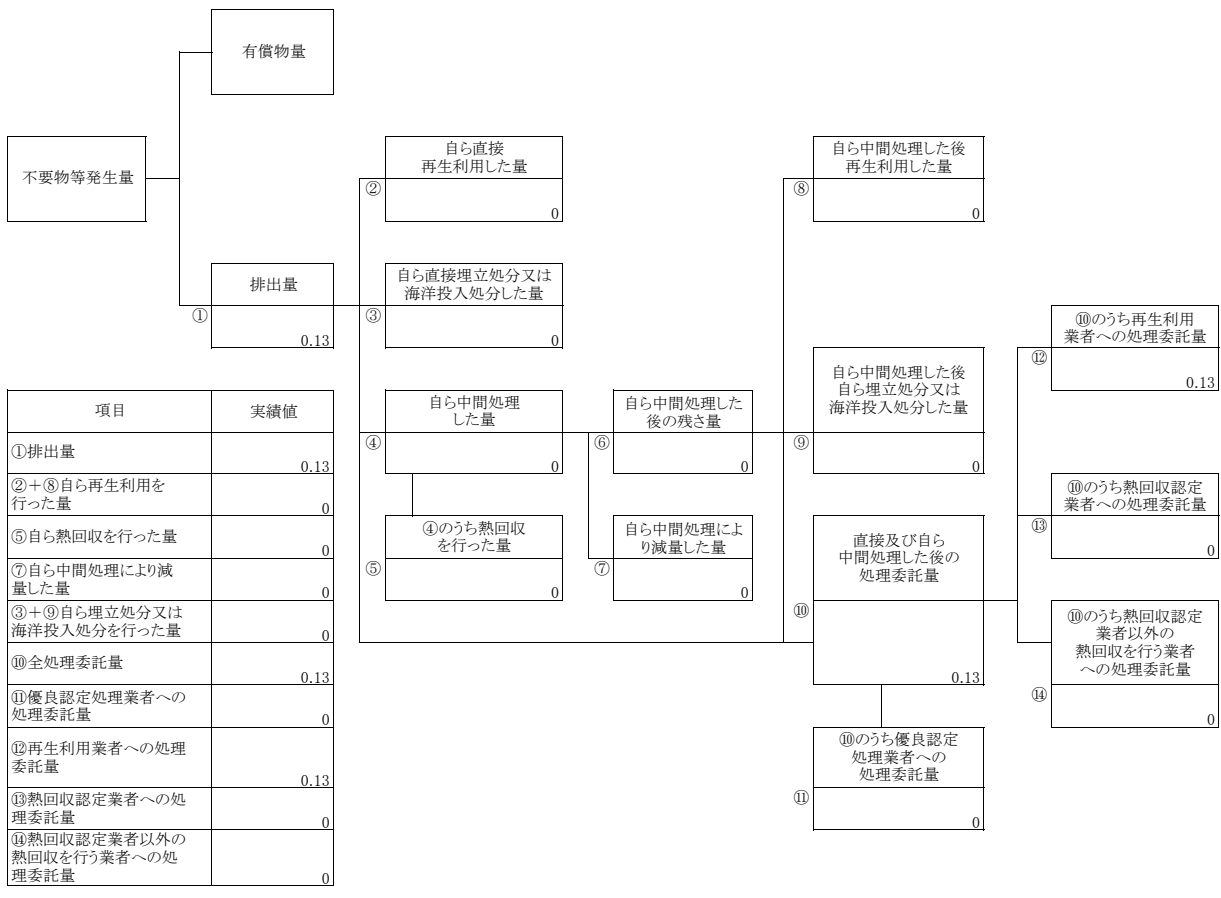 有償物量
不要物等発生量
排出量
①
0.13
自ら直接
再生利用した量
②
0
自ら直接埋立処分又は
海洋投入処分した量
③
0
自ら中間処理
した量
④
0
④のうち熱回収
を行った量
⑤
0
自ら中間処理した
後の残さ量
⑥
0
自ら中間処理によ
り減量した量
⑦
0
自ら中間処理した後
再生利用した量
⑧
0
自ら中間処理した後
自ら埋立処分又は
海洋投入処分した量
⑨
0
直接及び自ら
中間処理した後の
処理委託量
⑩
0.13
⑩のうち優良認定
処理業者への
処理委託量
⑪
0
⑩のうち再生利用
業者への処理委託量
⑫
0.13
⑩のうち熱回収認定
業者への処理委託量
⑬
0
⑩のうち熱回収認定
業者以外の
熱回収を行う業者
への処理委託量
⑭
0
項目 実績値
①排出量
0.13
②＋⑧自ら再生利用を
行った量
0
⑤自ら熱回収を行った量
0
⑦自ら中間処理により減
量した量
0
③＋⑨自ら埋立処分又は
海洋投入処分を行った量
0
⑩全処理委託量
0.13
⑪優良認定処理業者への
処理委託量
0
⑫再生利用業者への処理
委託量
0.13
⑬熱回収認定業者への処
理委託量
0
⑭熱回収認定業者以外の
熱回収を行う業者への処
理委託量
0